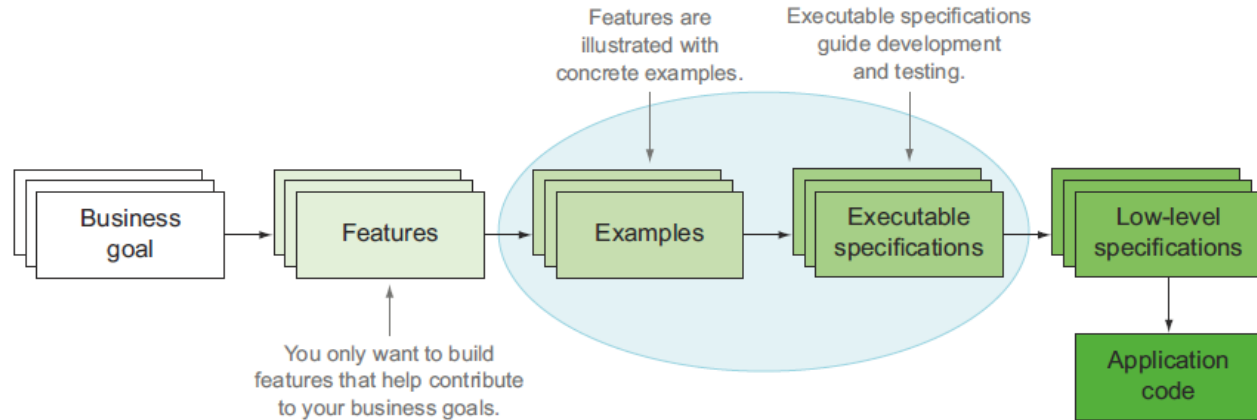 Features are
illustrated with
concrete examples.
Executable specifications
guide development
and testing.
Business
goal
Features
Examples
Executable
specifications
Low-level
specifications
You only want to build
features that help contribute
to your business goals.
Application
code